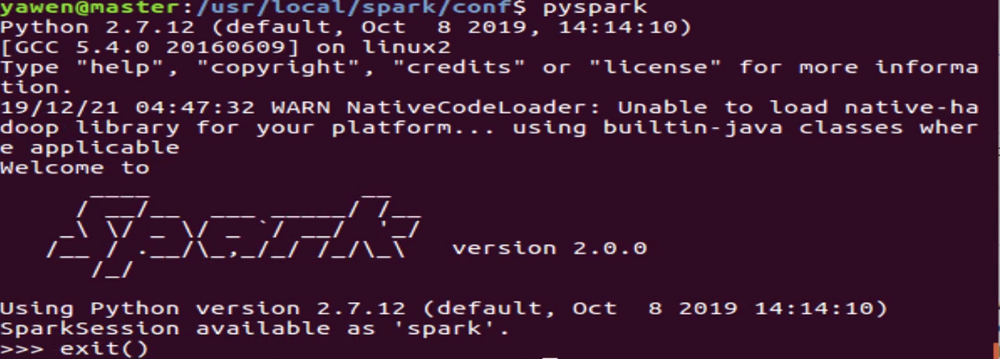 yawen@master:/usr/local/spark/conf$ pyspark
Python 2.7.12 (default, Oct  8 2019, 14:14:10)
[GCC 5.4.0 20160609] on linux2
Type "help", "copyright", "credits" or "license" for more informa
tion.
19/12/21 04:47:32 WARN NativeCodeLoader: Unable to load native-ha
doop library for your platform... using builtin-java classes wher
e applicable
Welcome to
      ____              __
     / __/__  ___ _____/ /__
    _\ \/ _ \/ _ `/ __/  '_/
   /__ / .__/\_,_/_/ /_/\_\   version 2.0.0
      /_/
Using Python version 2.7.12 (default, Oct  8 2019 14:14:10)
SparkSession available as 'spark'.
>>> exit()